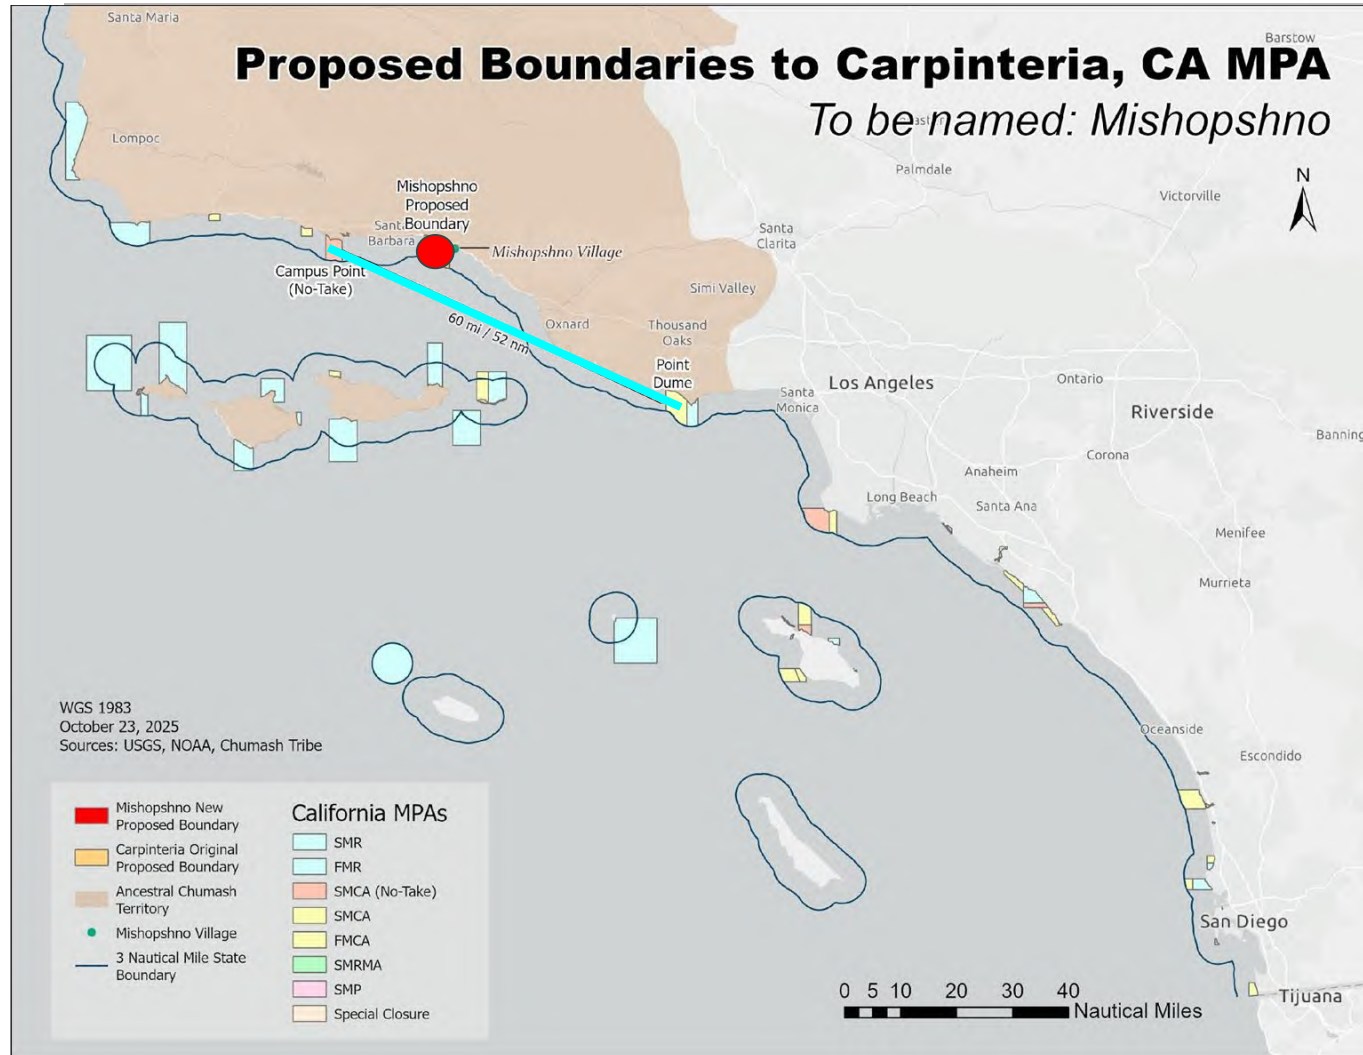 Santa Maria
Barstow
Proposed Boundaries to Carpinteria, CA MPA
To be named: Mishopshno
Lompoc
Palmdale
Victorville
N
Mishopshno
Proposed
Boundary
Santa
Barbara
Mishopshno Village
Santa
Clarita
Campus Point
(No-Take)
Simi Valley
60 mi / 52 nm
Oxnard
Thousand
Oaks
Point
Dume
Santa
Monica
Los Angeles
Ontario
Riverside
Banning
Corona
Anaheim
Long Beach
Santa Ana
Menifee
Murrieta
Oceanside
Escondido
San Diego
Tijuana
WGS 1983
October 23, 2025
Sources: USGS, NOAA, Chumash Tribe
Mishopshno New
Proposed Boundary
Carpinteria Original
Proposed Boundary
Ancestral Chumash
Territory
Mishopshno Village
3 Nautical Mile State
Boundary
California MPAs
SMR
FMR
SMCA (No-Take)
SMCA
FMCA
SMRMA
SMP
Special Closure
0 5 10 20 30 40
Nautical Miles